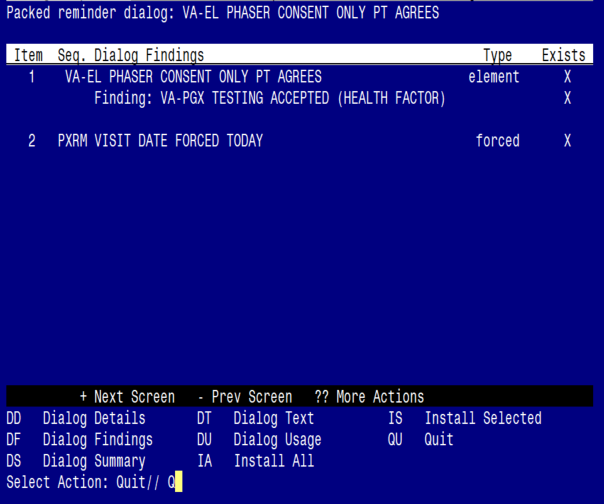 Packed reminder dialog: VA-EL PHASER CONSENT ONLY PT AGREES
Item Seq. Dialog Findings Type Exists
1 VA-EL PHASER CONSENT ONLY PT AGREES element X
Finding: VA-PGX TESTING ACCEPTED (HEALTH FACTOR) X
2 PXRM VISIT DATE FORCED TODAY forced X
+ Next Screen - Prev Screen ?? More Actions
DD Dialog Details DT Dialog Text IS Install Selected
DF Dialog Findings DU Dialog Usage QU Quit
DS Dialog Summary IA Install All
Select Action: Quit// Q